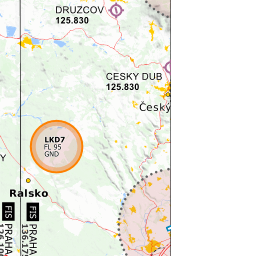 DRUZCOV
125.830
CESKY DUB
125.830
Český
LKD7
FL 95
GND
Y
Ralsko
FIS
PRAHA
FIS
PRAHA
136.17